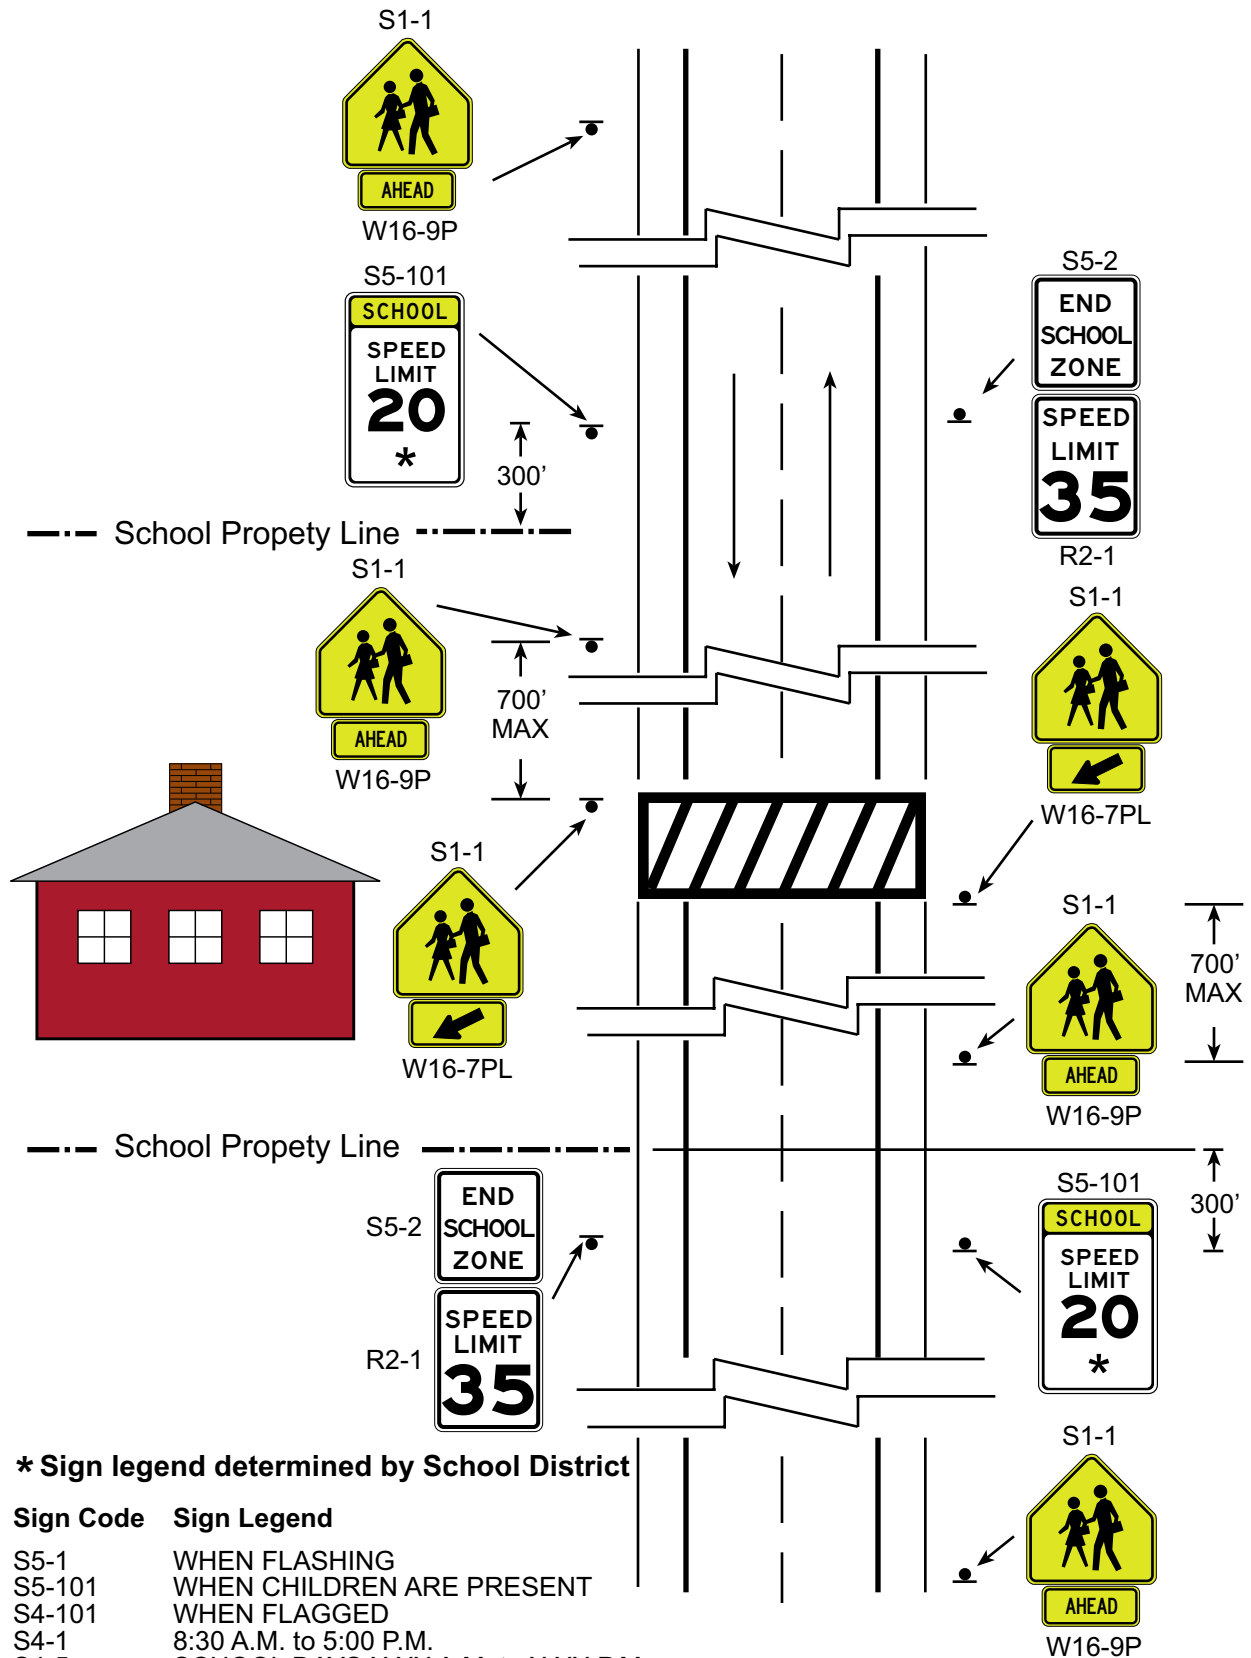 S1-1
AHEAD
W16-9P
S5-101
SCHOOL
SPEED
LIMIT
20
*
300’
S5-2
END
SCHOOL
ZONE
SPEED
LIMIT
35
R2-1
School Propety Line
S1-1
AHEAD
W16-9P
700’
MAX
S1-1
W16-7PL
S1-1
W16-7PL
S1-1
AHEAD
W16-9P
700’
MAX
School Propety Line
S5-2
END
SCHOOL
ZONE
R2-1
SPEED
LIMIT
35
S5-101
SCHOOL
SPEED
LIMIT
20
*
300’
S1-1
AHEAD
W16-9P
* Sign legend determined by School District
Sign Code Sign Legend
S5-1 WHEN FLASHING
S5-101 WHEN CHILDREN ARE PRESENT
S4-101 WHEN FLAGGED
S4-1 8:30 A.M. to 5:00 P.M.